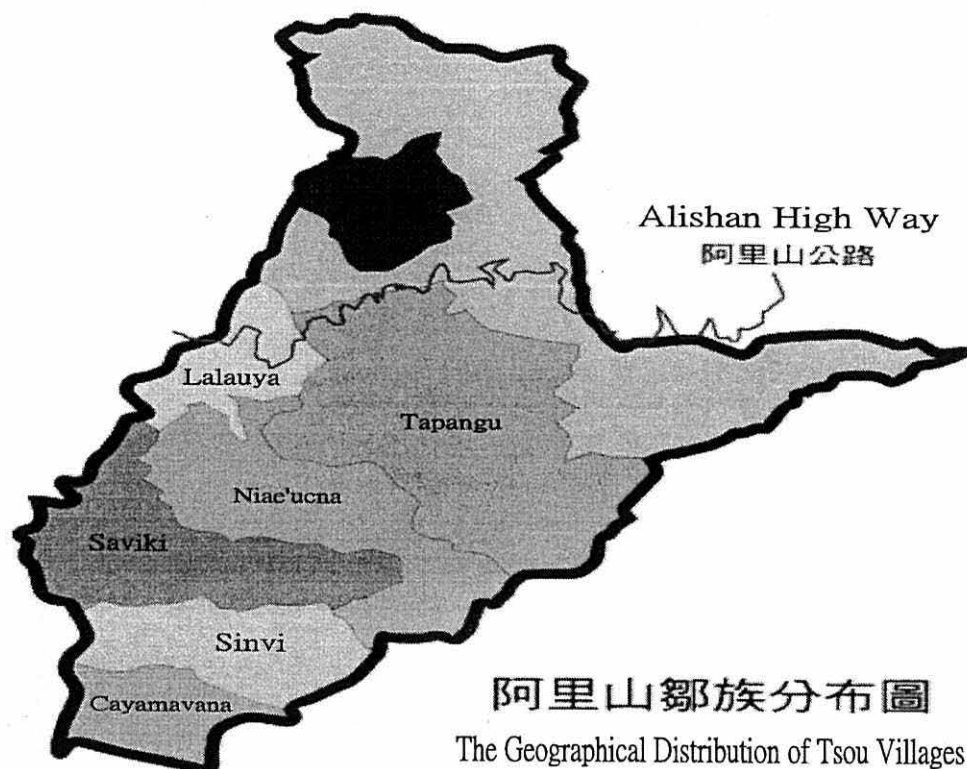 Alishan High Way
阿里山公路
Lalauya
Tapangu
Niae'ucna
Saviki
Sinvi
Cayamavana
阿里山鄒族分布圖
The Geographical Distribution of Tsou Villages